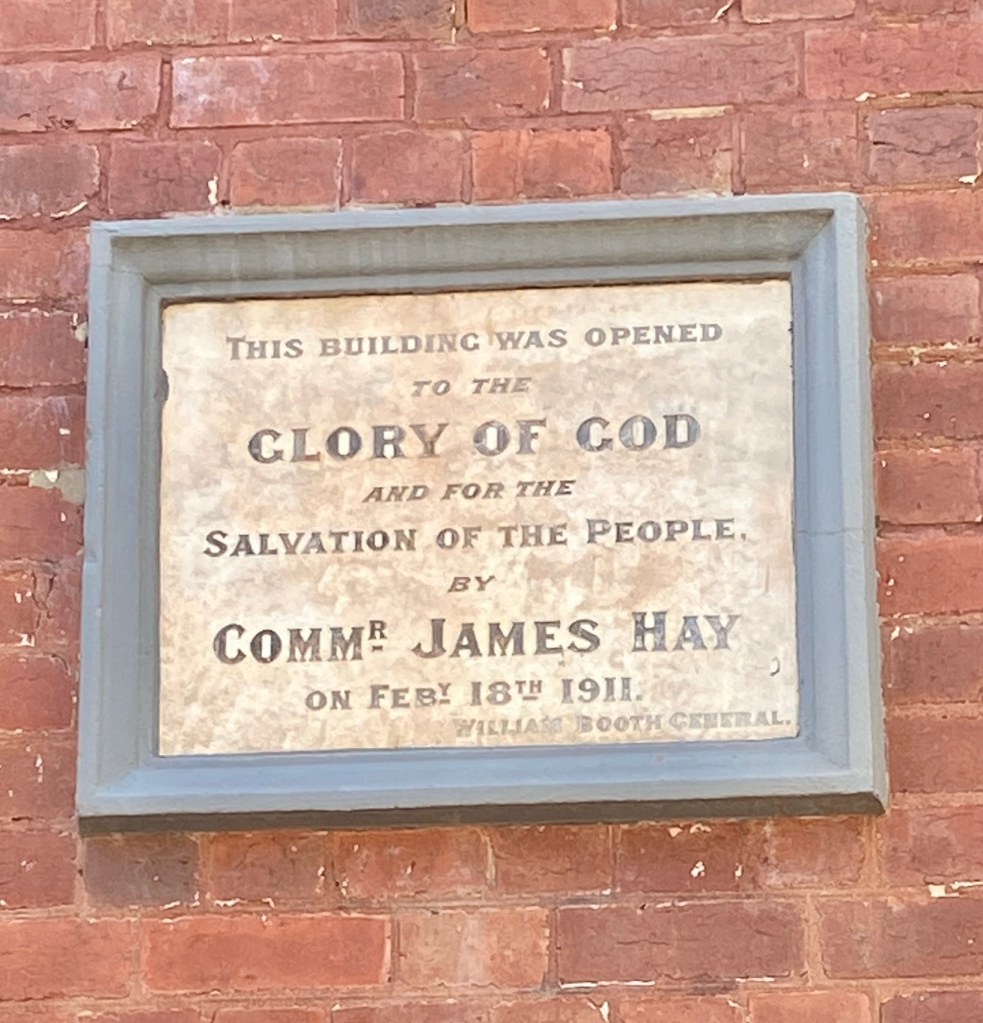 THIS BUILDING WAS OPENED
TO THE
GLORY OF GOD
AND FOR THE
SALVATION OF THE PEOPLE,
BY
COMMR JAMES HAY
ON FEBY 18TH 1911.
WILLIAM BOOTH GENERAL.